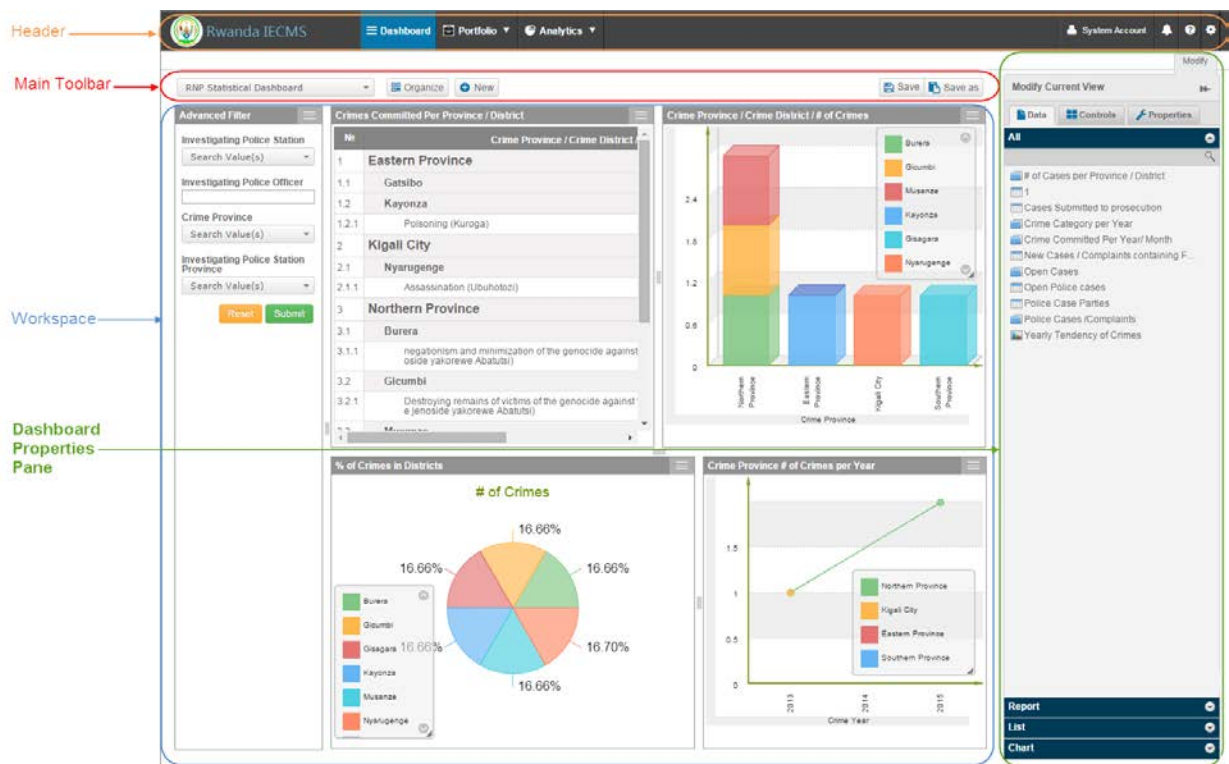 Header
Rwanda IECMS
Dashboard
Portfolio
Analytics
System Account
Modify
Main Toolbar
RNP Statistical Dashboard
Organize
New
Save
Save as
Modify Current View
Advanced Filter
Investigating Police Station
Search Value(s)
Investigating Police Officer
Crime Province
Search Value(s)
Investigating Police Station
Province
Search Value(s)
Reset
Submit
Workspace
Dashboard
Properties
Pane
Crimes Committed Per Province / District
№ Crime Province / Crime District /
1 Eastern Province
1.1 Gatsibo
1.2 Kayonza
1.2.1 Poisoning (Kuroga)
2 Kigali City
2.1 Nyarugenge
2.1.1 Assassination (Ubuhotozi)
3 Northern Province
3.1 Burera
3.1.1 negationism and minimization of the genocide against
oside yakorewe Abatutsi)
3.2 Gicumbi
3.2.1 Destroying remains of victims of the genocide against
e jenoside yakorewe Abatutsi)
Crime Province / Crime District / # of Crimes
2.4
1.8
1.2
0.6
0
Burera
Gicumbi
Musanze
Kayonza
Gisagara
Nyarugenge
Northern
Province
Eastern
Province
Kigali City
Southern
Province
Crime Province
% of Crimes in Districts
# of Crimes
16.66%
16.66%
16.66%
16.66%
16.70%
16.66%
Burera
Gicumbi
Gisagara
Kayonza
Musanze
Nyarugenge
Crime Province # of Crimes per Year
1.5
1
0.5
0
Northern Province
Kigali City
Eastern Province
Southern Province
2013
2014
2015
Crime Year
Data
Controls
Properties
All
# of Cases per Province / District
1
Cases Submitted to prosecution
Crime Category per Year
Crime Committed Per Year/ Month
New Cases / Complaints containing F...
Open Cases
Open Police cases
Police Case Parties
Police Cases /Complaints
Yearly Tendency of Crimes
Report
List
Chart